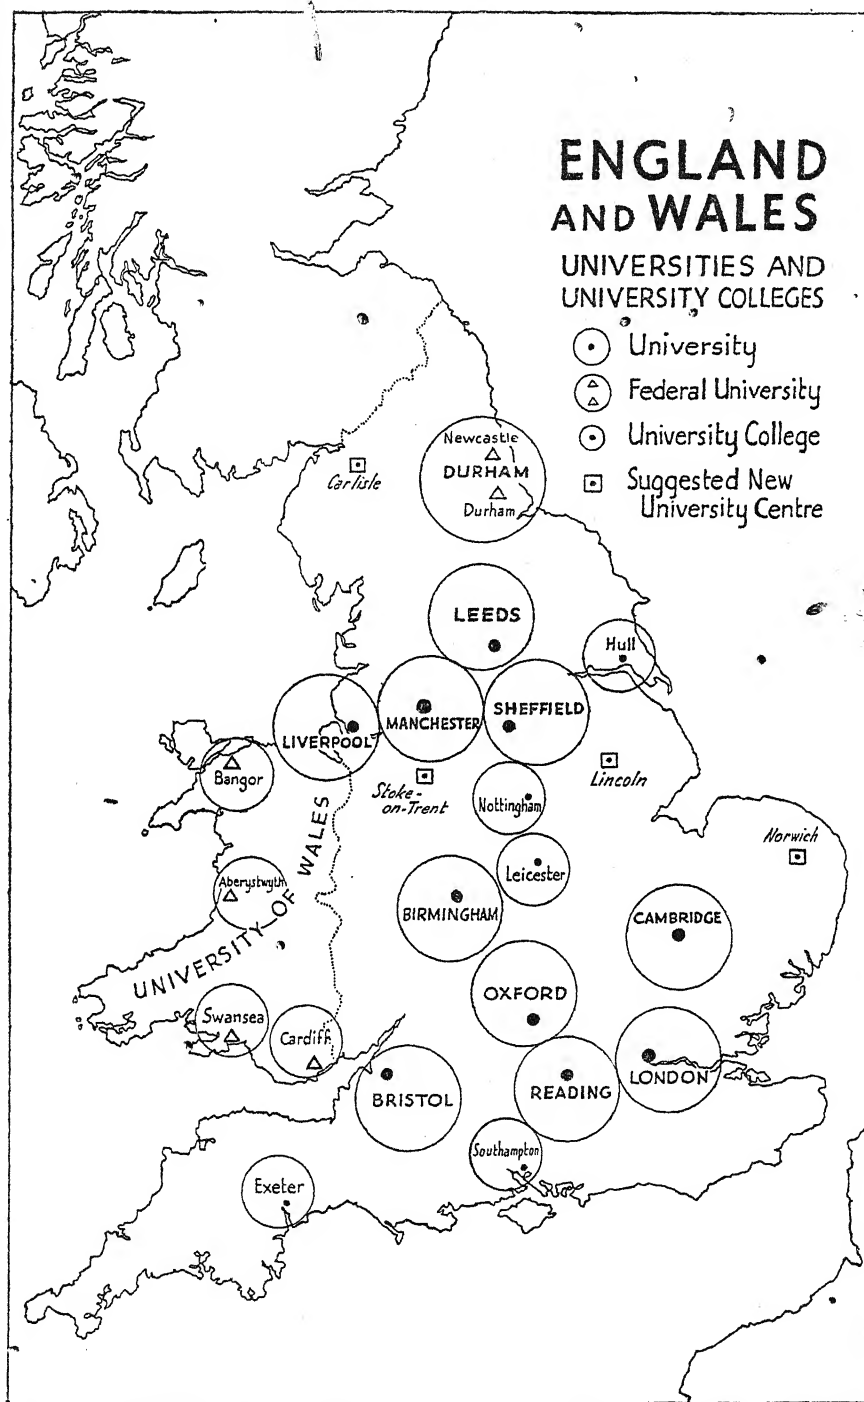 ENGLAND
AND WALES
UNIVERSITIES AND
UNIVERSITY COLLEGES
University
Federal University
University College
Suggested New
University Centre
Newcastle
DURHAM
Durham
Carlisle
LEEDS
Hull
LIVERPOOL
MANCHESTER
SHEFFIELD
Bangor
Stoke-
on-Trent
Lincoln
Nottingham
Norwich
Leicester
Aberystwyth
BIRMINGHAM
CAMBRIDGE
UNIVERSITY OF WALES
OXFORD
Swansea
Cardiff
BRISTOL
READING
LONDON
Southampton
Exeter